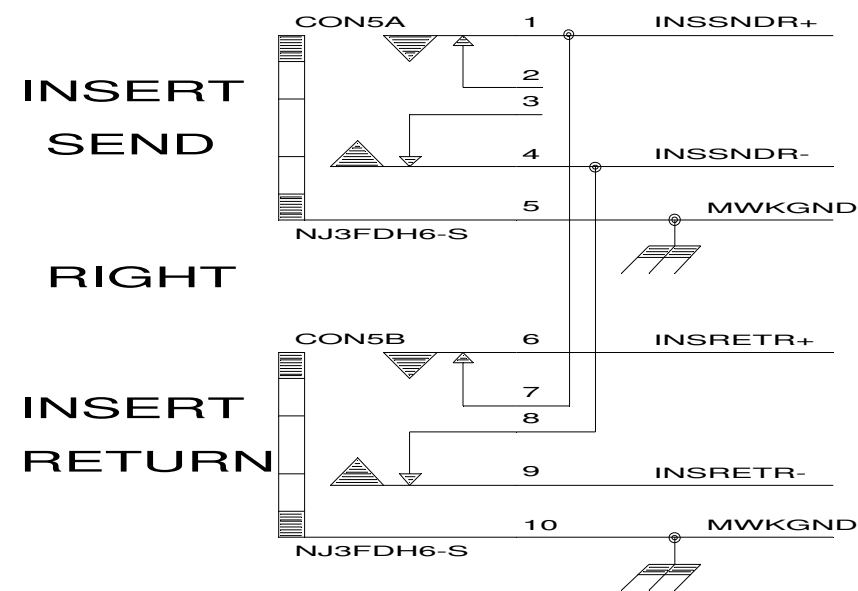 CON5A 1 INSSNDR+
INSERT 2
3
SEND 4 INSSNDR-
5 MWKGND
NJ3FDH6-S
RIGHT
CON5B 6 INSRETR+
INSERT 7
8
RETURN 9 INSRETR-
10 MWKGND
NJ3FDH6-S